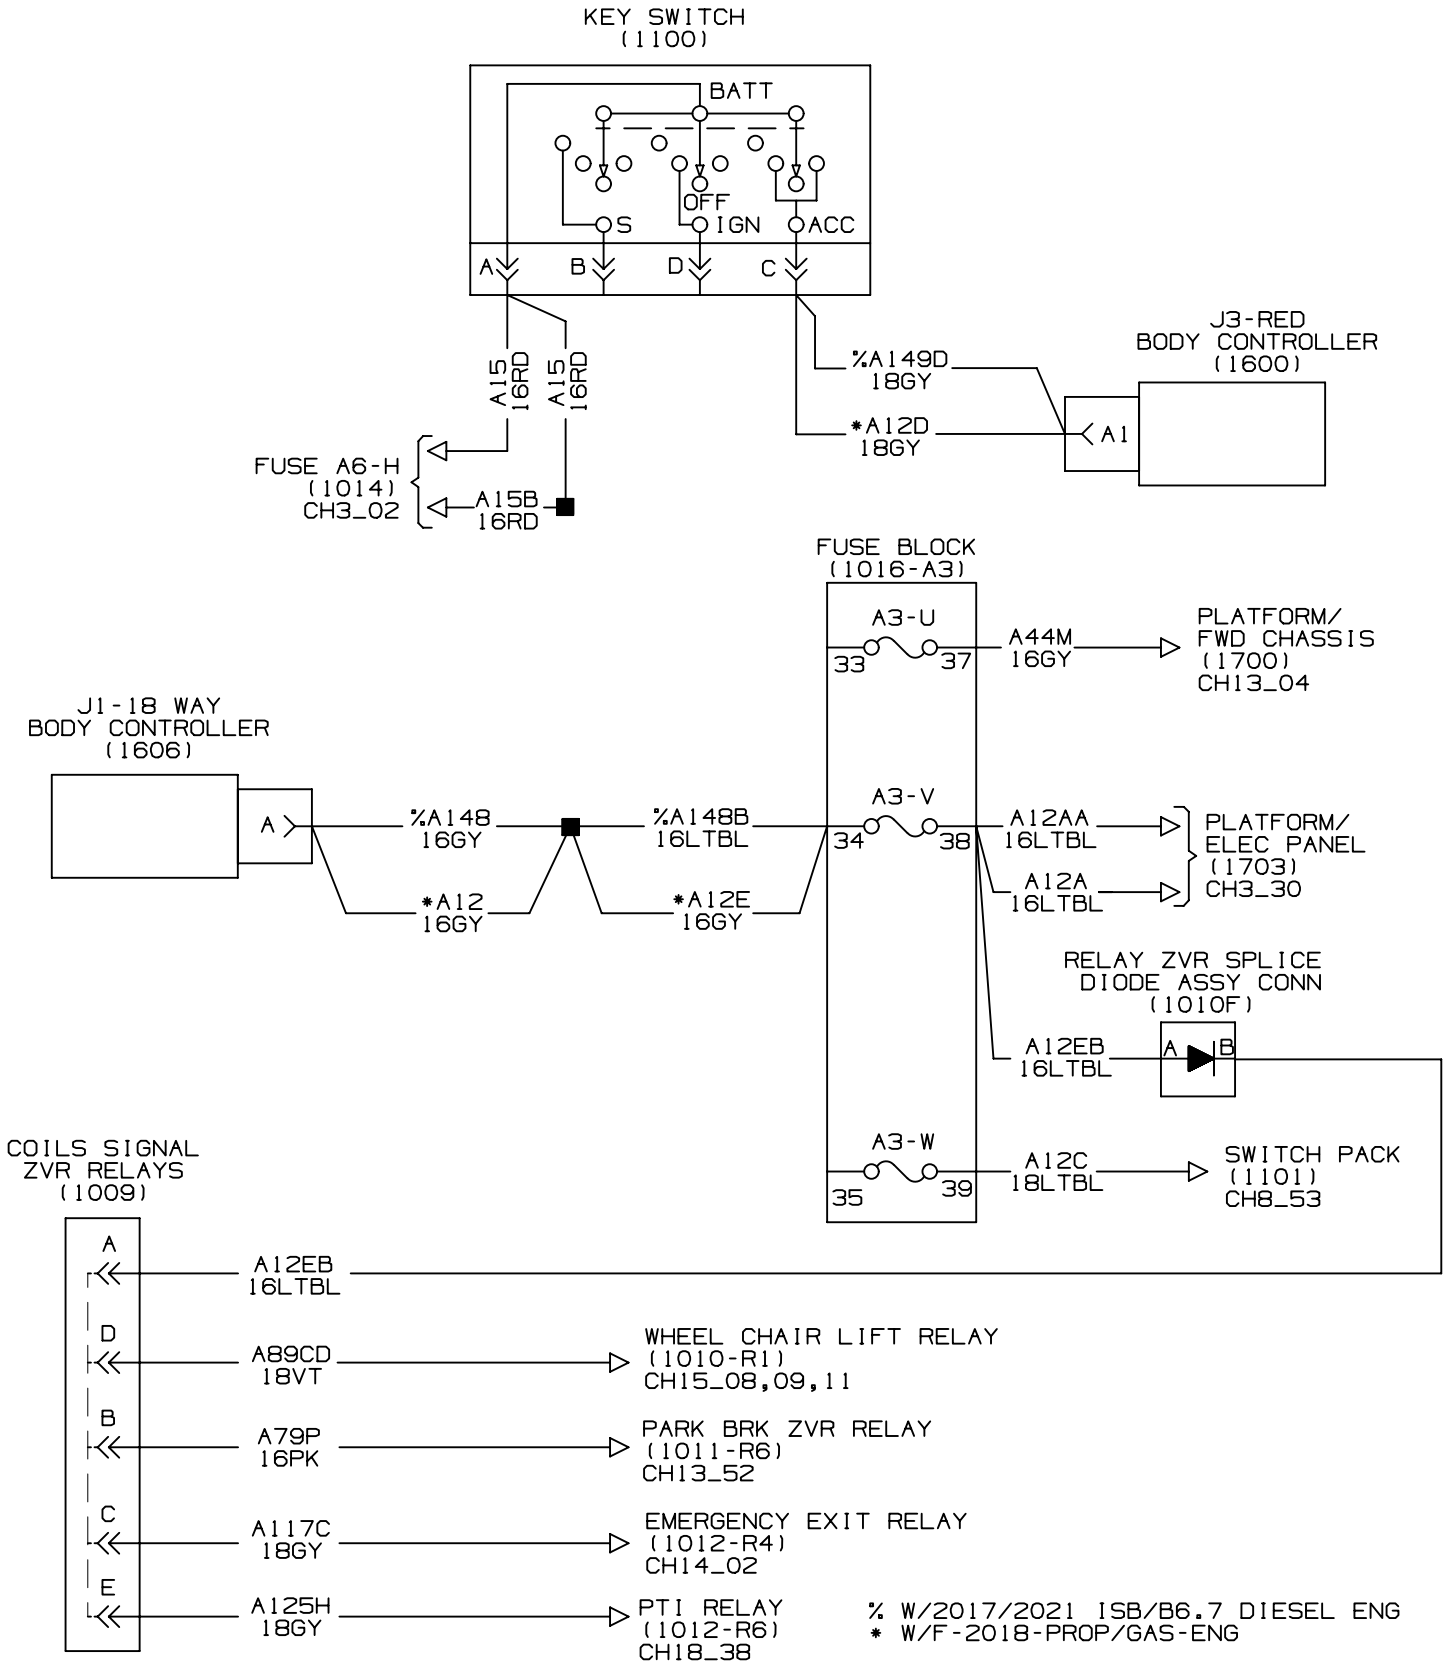 KEY SWITCH
(1100)
BATT
OFF
S
IGN
ACC
A
B
D
C
A15
16RD
A15
16RD
J3-RED
BODY CONTROLLER
(1600)
%A149D
18GY
*A12D
18GY
A1
FUSE A6-H
(1014)
CH3_02
A15B
16RD
FUSE BLOCK
(1016-A3)
A3-U
33
37
A44M
16GY
PLATFORM/
FWD CHASSIS
(1700)
CH13_04
J1-18 WAY
BODY CONTROLLER
(1606)
A
%A148
16GY
%A148B
16LTBL
*A12
16GY
*A12E
16GY
A3-V
34
38
A12AA
16LTBL
A12A
16LTBL
PLATFORM/
ELEC PANEL
(1703)
CH3_30
RELAY ZVR SPLICE
DIODE ASSY CONN
(1010F)
A12EB
16LTBL
A
B
A3-W
35
39
A12C
18LTBL
SWITCH PACK
(1101)
CH8_53
COILS SIGNAL
ZVR RELAYS
(1009)
A
A12EB
16LTBL
D
A89CD
18VT
WHEEL CHAIR LIFT RELAY
(1010-R1)
CH15_08,09,11
B
A79P
16PK
PARK BRK ZVR RELAY
(1011-R6)
CH13_52
C
A117C
18GY
EMERGENCY EXIT RELAY
(1012-R4)
CH14_02
E
A125H
18GY
PTI RELAY
(1012-R6)
CH18_38
% W/2017/2021 ISB/B6.7 DIESEL ENG
* W/F-2018-PROP/GAS-ENG